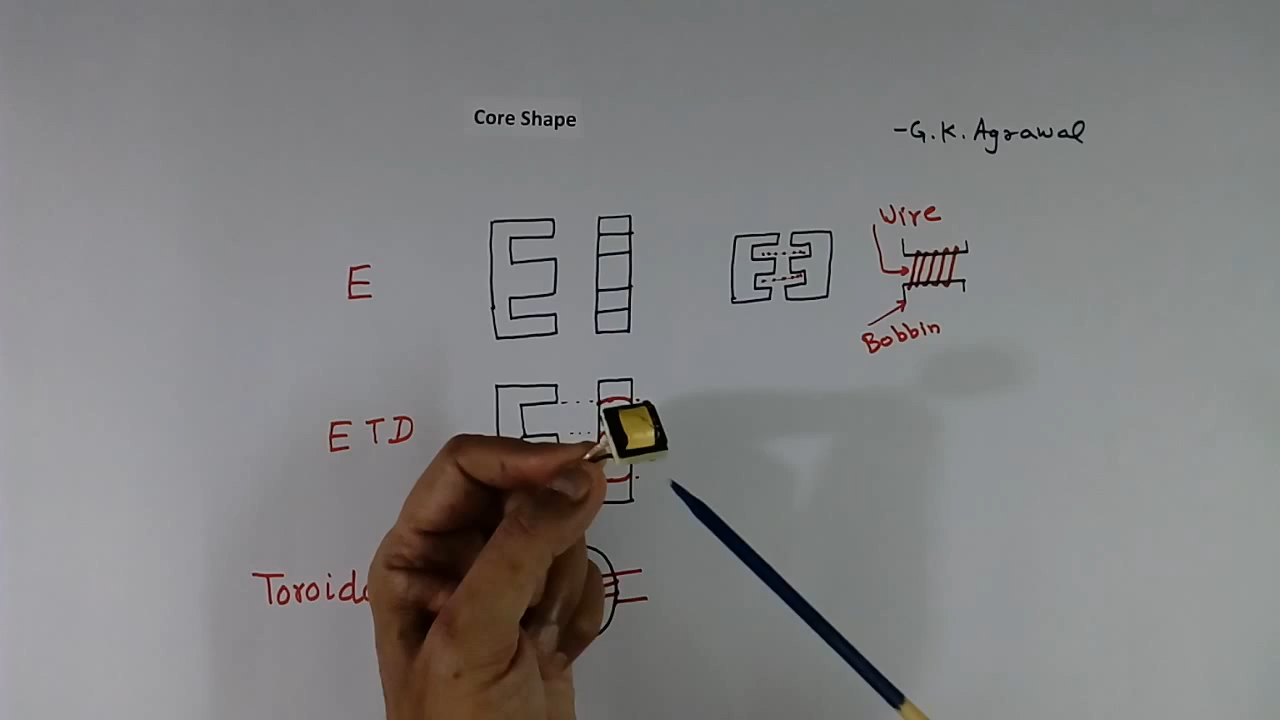 Core Shape
-G. K. Agrawal
Wire
E
Bobbin
ETD